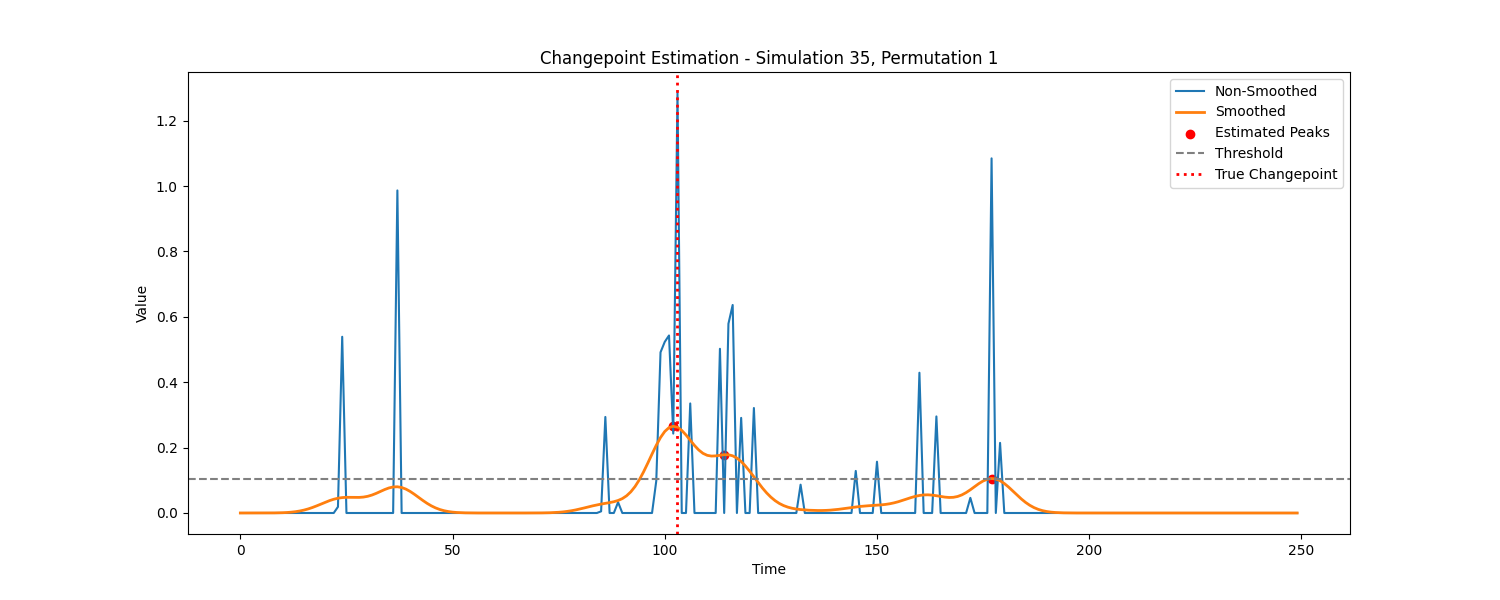 Changepoint Estimation - Simulation 35, Permutation 1
Non-Smoothed
Smoothed
Estimated Peaks
Threshold
True Changepoint
Value
1.2
1.0
0.8
0.6
0.4
0.2
0.0
0 50 100 150 200 250
Time